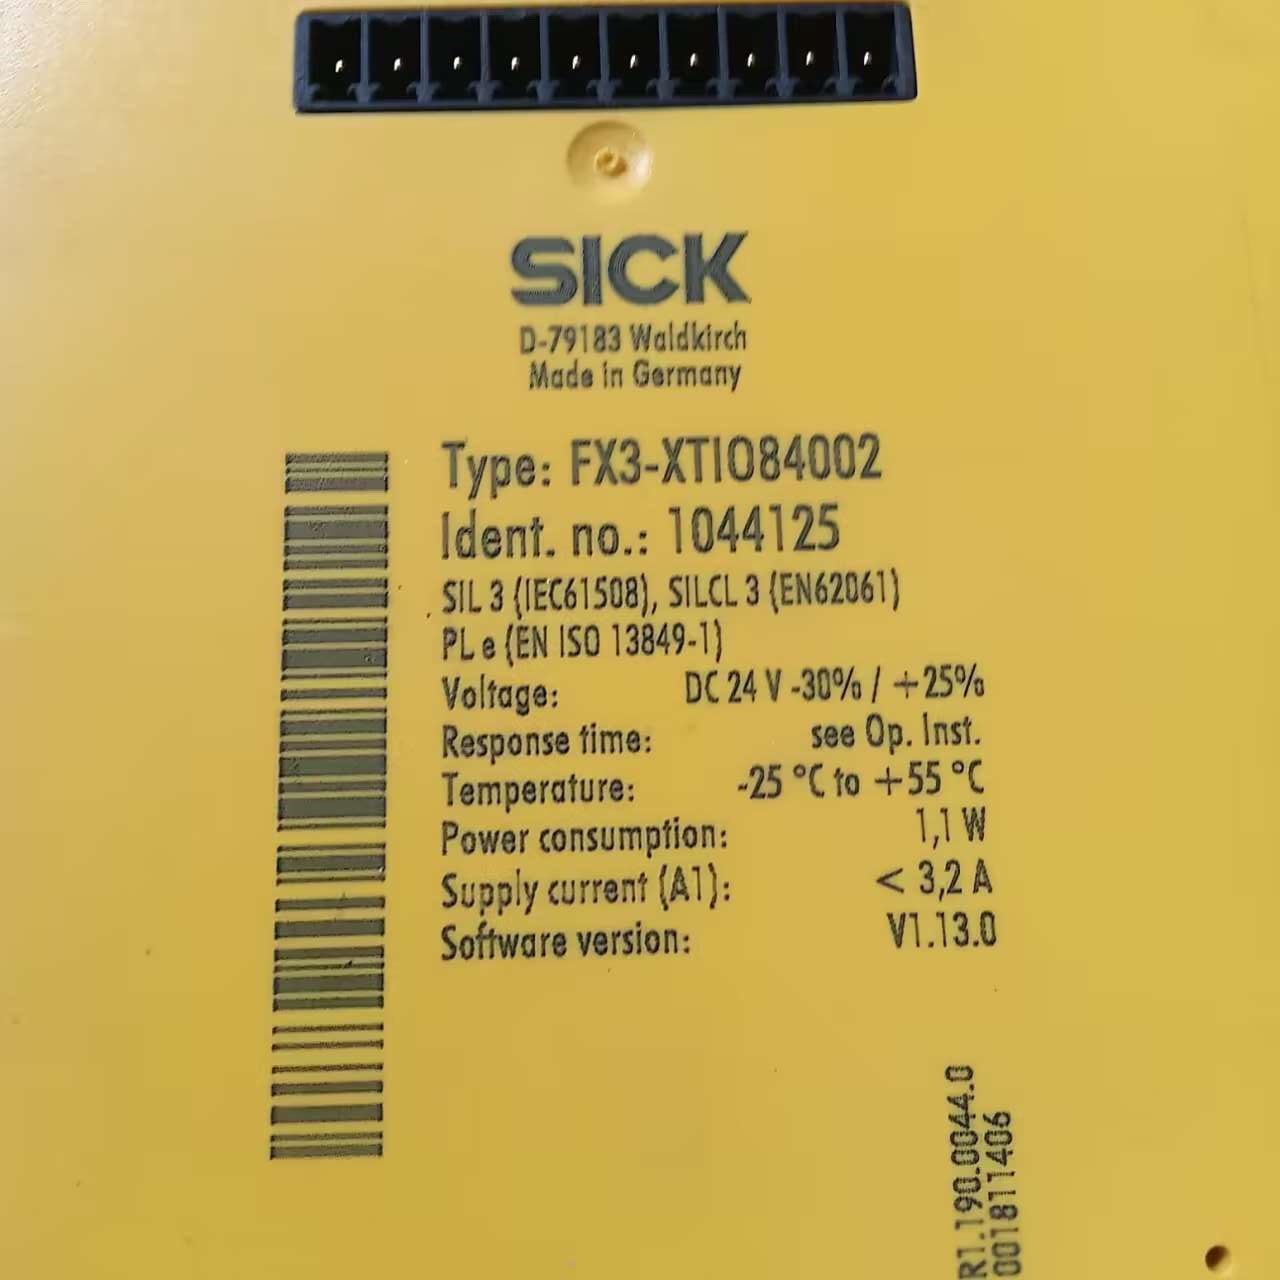 SICK
D-79183 Waldkirch
Made in Germany
Type: FX3-XTIO84002
Ident. no.: 1044125
SIL 3 (IEC61508), SILCL 3 (EN62061)
PL e (EN ISO 13849-1)
Voltage: DC 24 V -30% / +25%
Response time: see Op. Inst.
Temperature: -25 °C to +55 °C
Power consumption: 1,1 W
Supply current (A1): < 3,2 A
Software version: V1.13.0
R1.190.0044.0
001811406